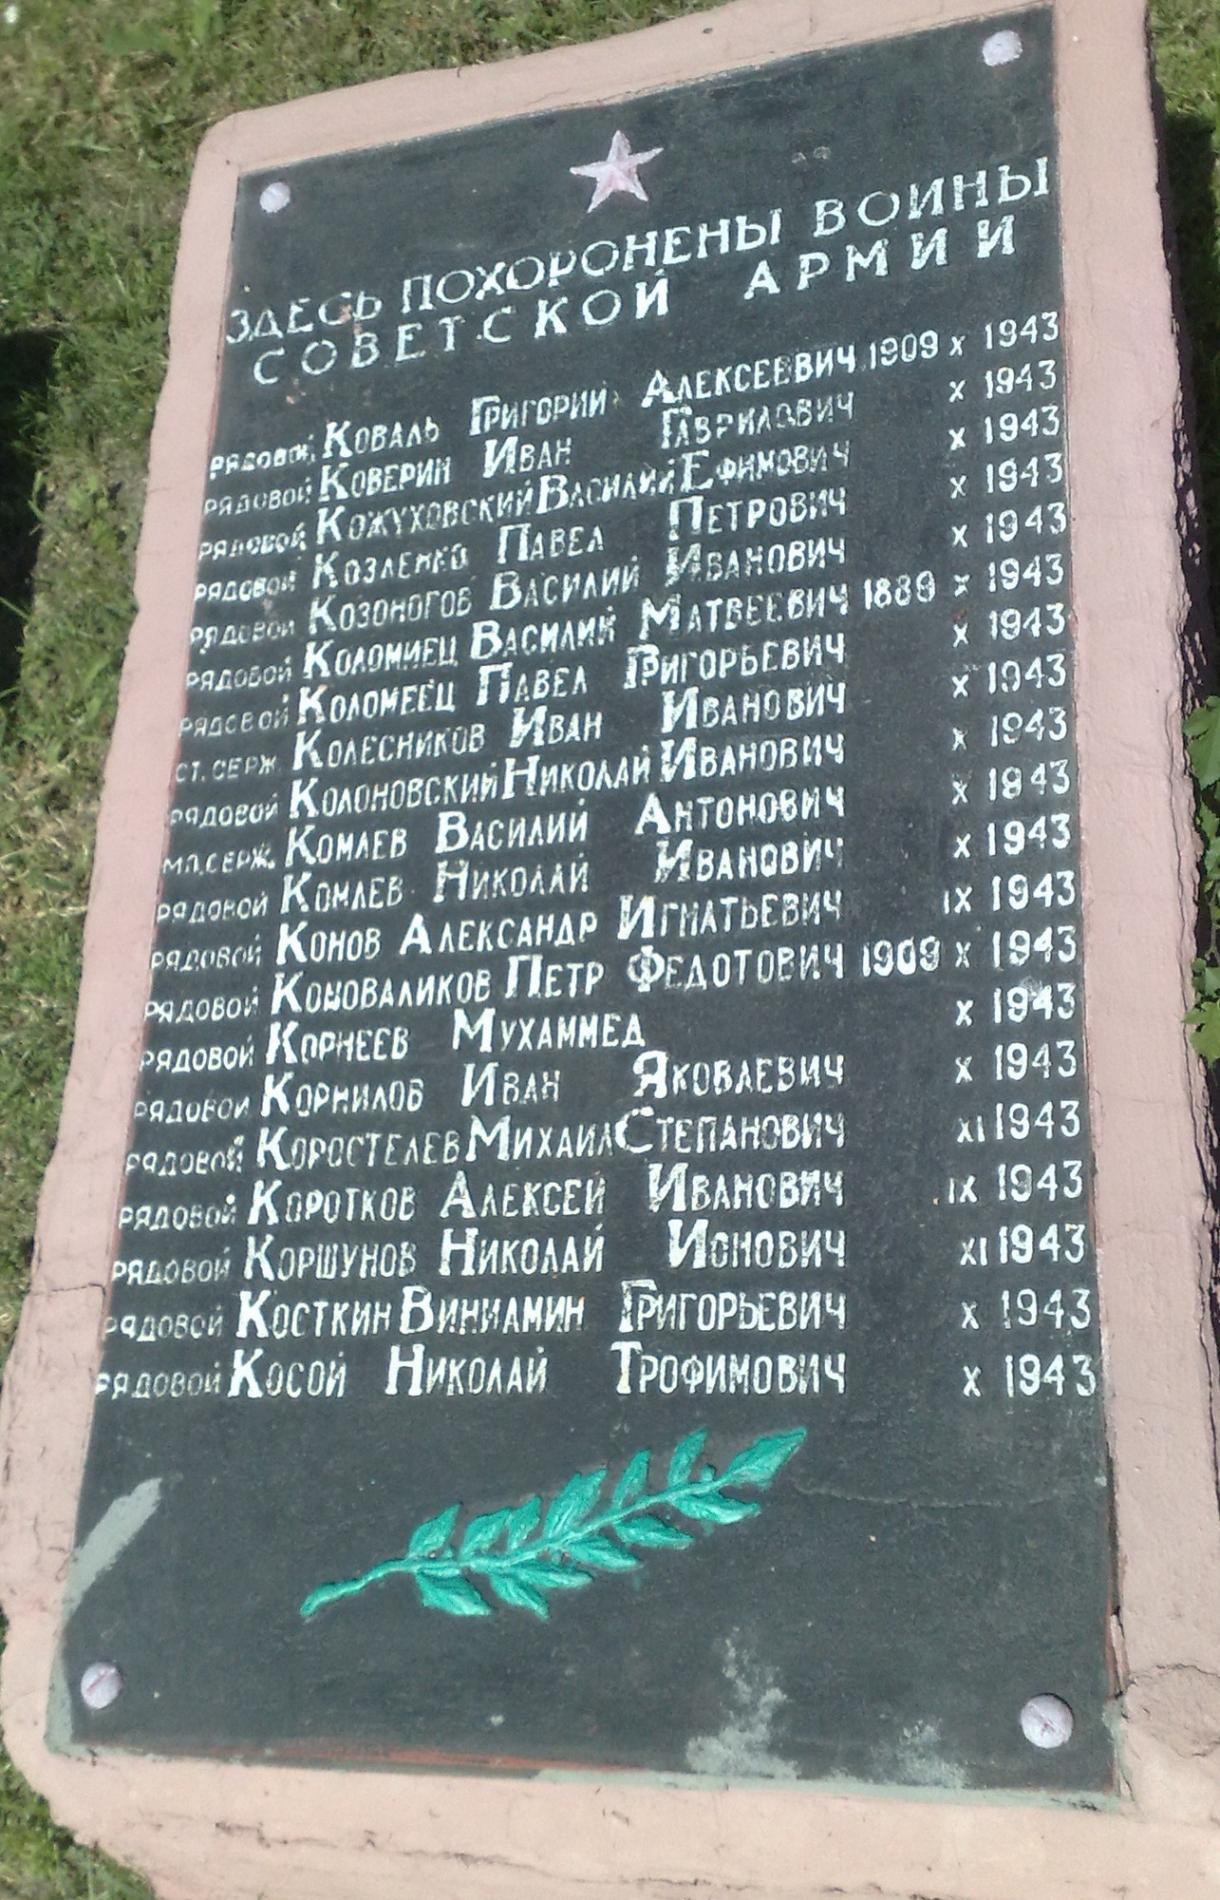 ЗДЕСЬ ПОХОРОНЕНЫ ВОИНЫ
СОВЕТСКОЙ АРМИИ
РЯДОВОЙ КОВАЛЬ ГРИГОРИЙ АЛЕКСЕЕВИЧ 1909 X 1943
РЯДОВОЙ КОВЕРИН ИВАН ГАВРИЛОВИЧ X 1943
РЯДОВОЙ КОЖУХОВСКИЙ ВАСИЛИЙ ЕФИМОВИЧ X 1943
РЯДОВОЙ КОЗЛЕНКО ПАВЕЛ ПЕТРОВИЧ X 1943
РЯДОВОЙ КОЗОНОГОВ ВАСИЛИЙ ИВАНОВИЧ X 1943
РЯДОВОЙ КОЛОМИЕЦ ВАСИЛИЙ МАТВЕЕВИЧ 1889 X 1943
РЯДОВОЙ КОЛОМЕЕЦ ПАВЕЛ ГРИГОРЬЕВИЧ X 1943
СТ. СЕРЖ. КОЛЕСНИКОВ ИВАН ИВАНОВИЧ X 1943
РЯДОВОЙ КОЛОНОВСКИЙ НИКОЛАЙ ИВАНОВИЧ X 1943
МЛ. СЕРЖ. КОМЛЕВ ВАСИЛИЙ АНТОНОВИЧ X 1943
РЯДОВОЙ КОМЛЕВ НИКОЛАЙ ИВАНОВИЧ X 1943
РЯДОВОЙ КОНОВ АЛЕКСАНДР ИГНАТЬЕВИЧ IX 1943
РЯДОВОЙ КОНОВАЛИКОВ ПЕТР ФЕДОТОВИЧ 1909 X 1943
РЯДОВОЙ КОРНЕЕВ МУХАММЕД X 1943
РЯДОВОЙ КОРНИЛОВ ИВАН ЯКОВЛЕВИЧ X 1943
РЯДОВОЙ КОРОСТЕЛЕВ МИХАИЛ СТЕПАНОВИЧ XI 1943
РЯДОВОЙ КОРОТКОВ АЛЕКСЕЙ ИВАНОВИЧ IX 1943
РЯДОВОЙ КОРШУНОВ НИКОЛАЙ ИОНОВИЧ XI 1943
РЯДОВОЙ КОСТКИН ВИНИАМИН ГРИГОРЬЕВИЧ X 1943
РЯДОВОЙ КОСОЙ НИКОЛАЙ ТРОФИМОВИЧ X 1943